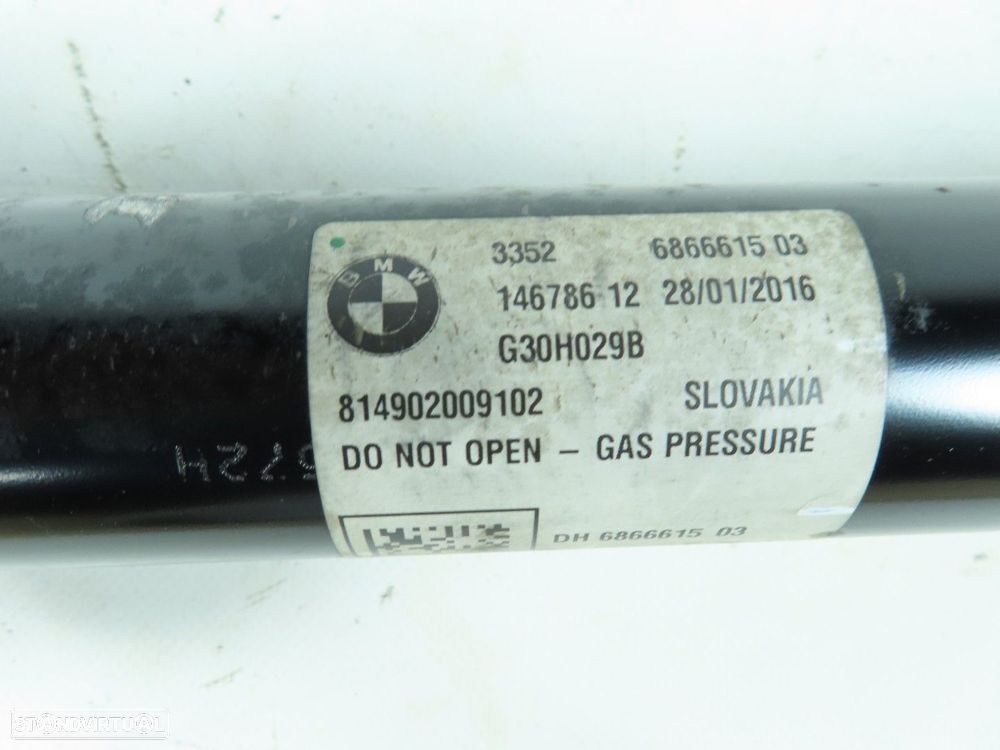 3352 6866615 03
BMW
146786 12 28/01/2016
G30H029B
814902009102 SLOVAKIA
DO NOT OPEN – GAS PRESSURE
DH 6866615 03
STANDVIRTUAL